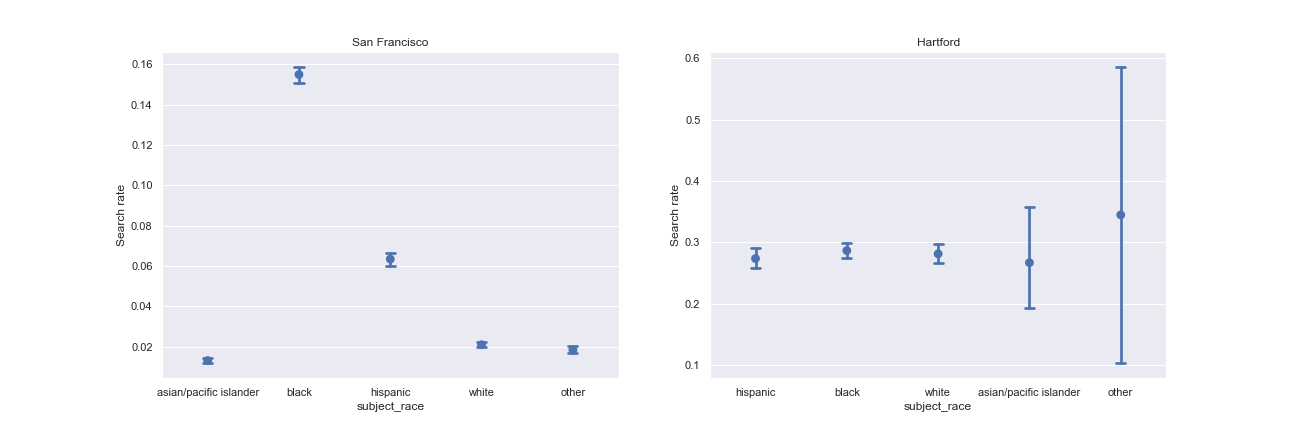 San Francisco
0.16
0.14
0.12
0.10
0.08
0.06
0.04
0.02
Search rate
asian/pacific islander black hispanic white other
subject_race
Hartford
0.6
0.5
0.4
0.3
0.2
0.1
Search rate
hispanic black white asian/pacific islander other
subject_race